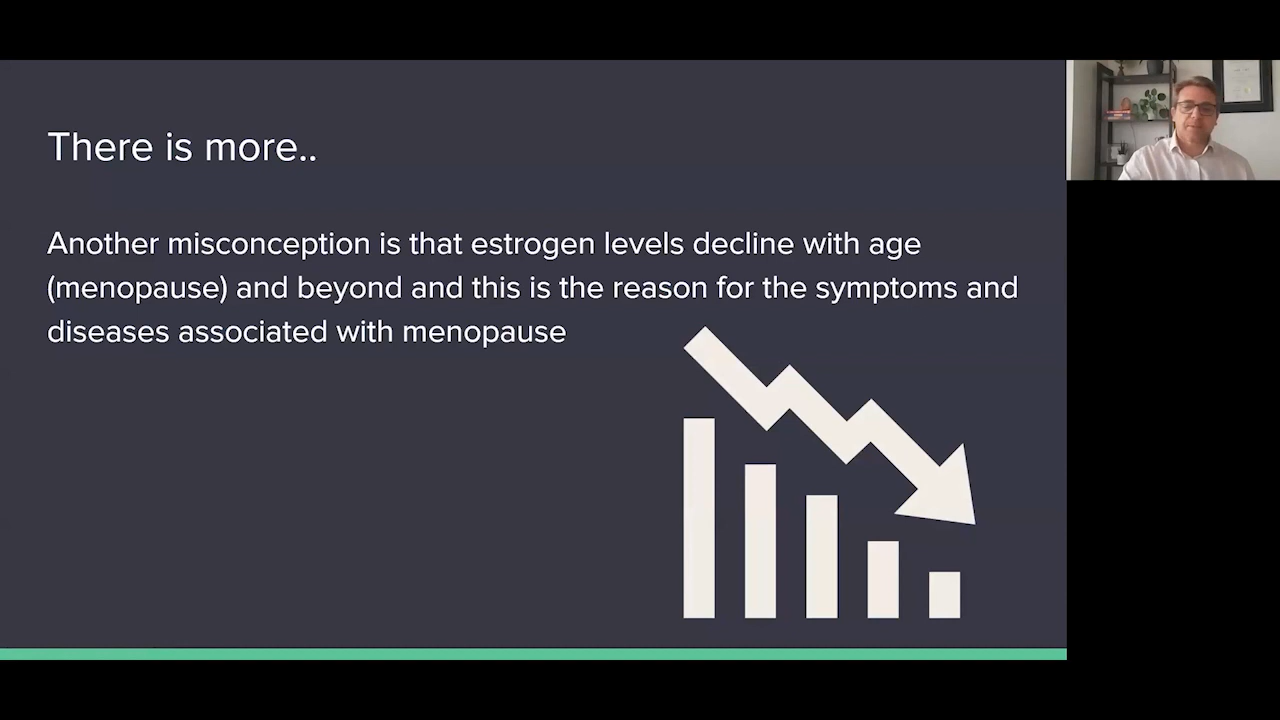 There is more..
Another misconception is that estrogen levels decline with age
(menopause) and beyond and this is the reason for the symptoms and
diseases associated with menopause